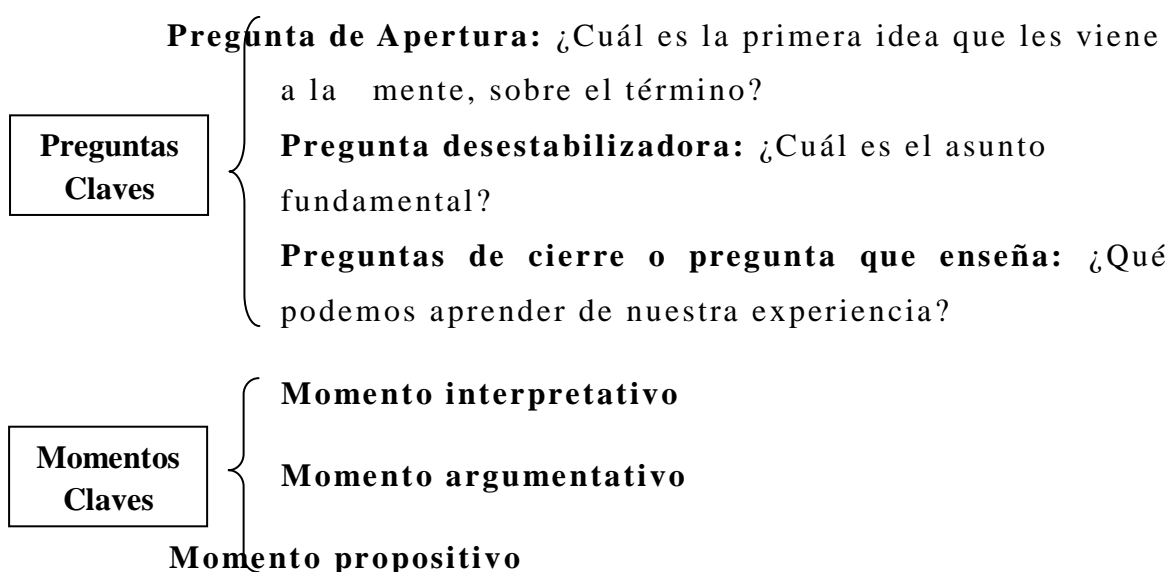 Pregunta de Apertura: ¿Cuál es la primera idea que les viene
a la mente, sobre el término?
Preguntas
Claves
Pregunta desestabilizadora: ¿Cuál es el asunto
fundamental?
Preguntas de cierre o pregunta que enseña: ¿Qué
podemos aprender de nuestra experiencia?
Momento interpretativo
Momentos
Claves
Momento argumentativo
Momento propositivo